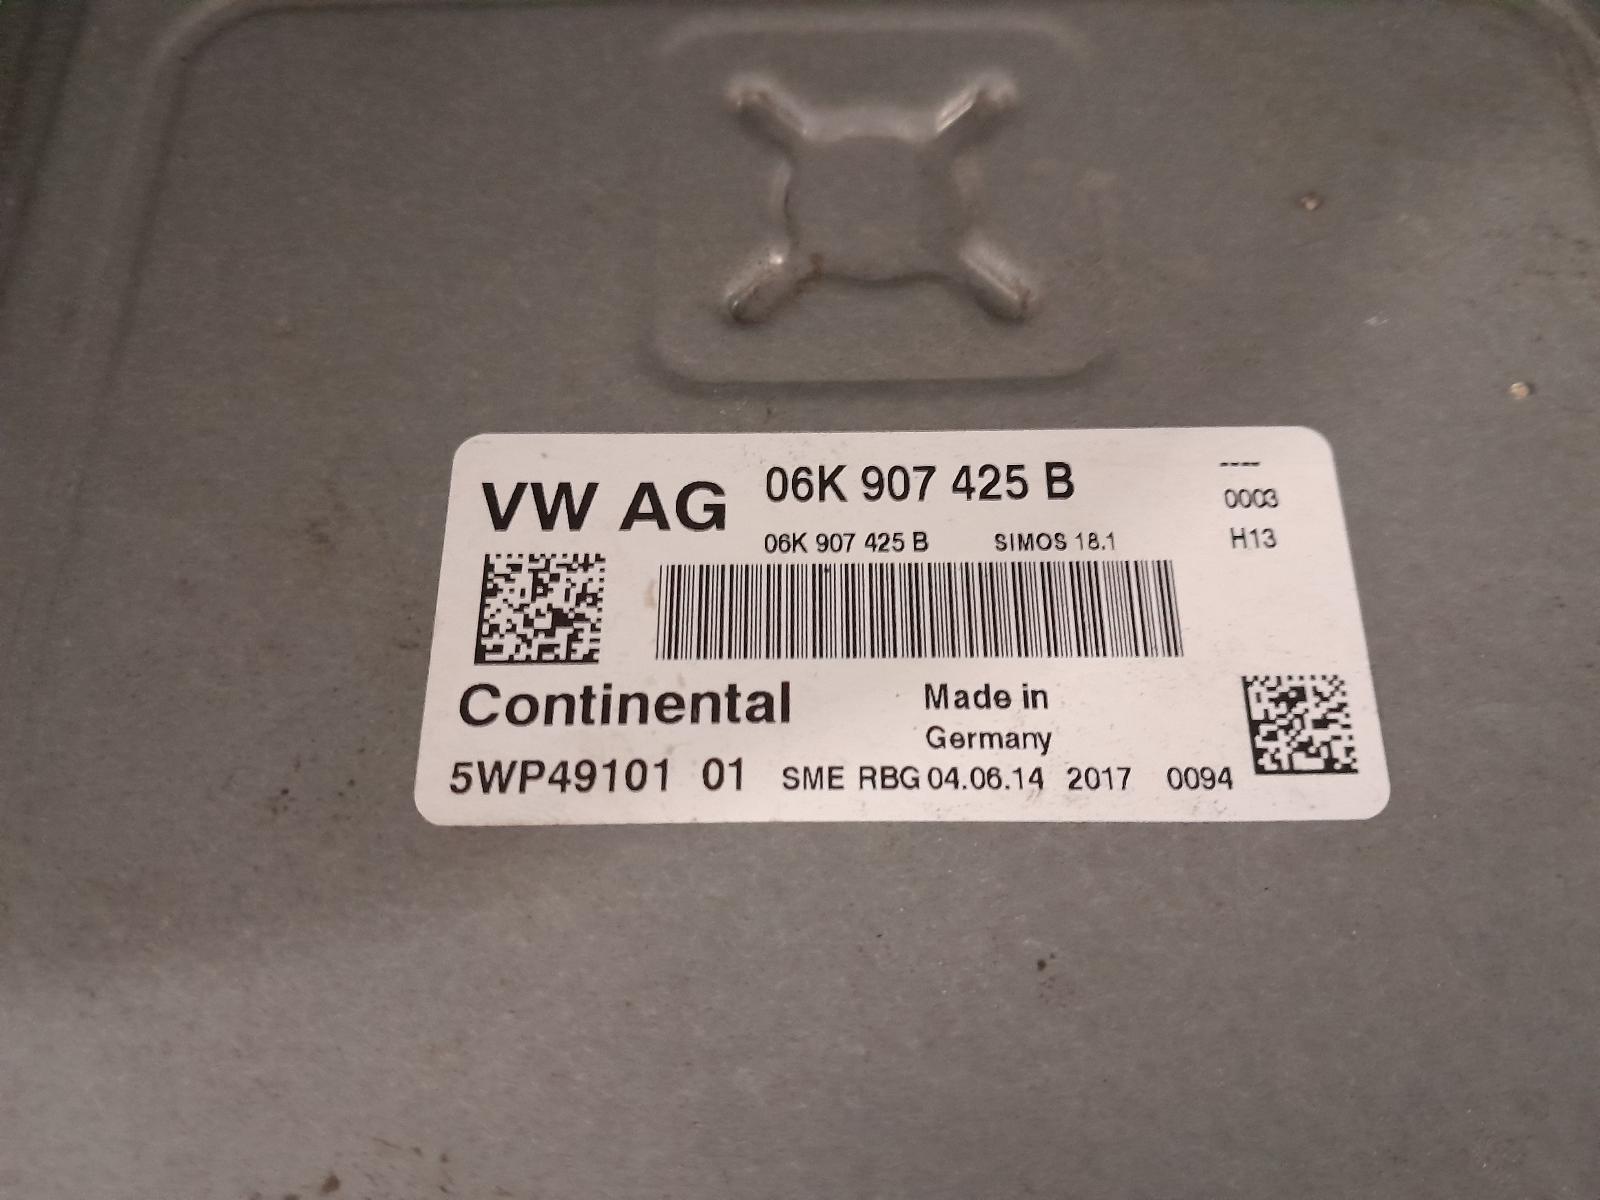 VW AG 06K 907 425 B ----
0003
06K 907 425 B SIMOS 18.1 H13
Continental Made in
Germany
5WP49101 01 SME RBG 04.06.14 2017 0094